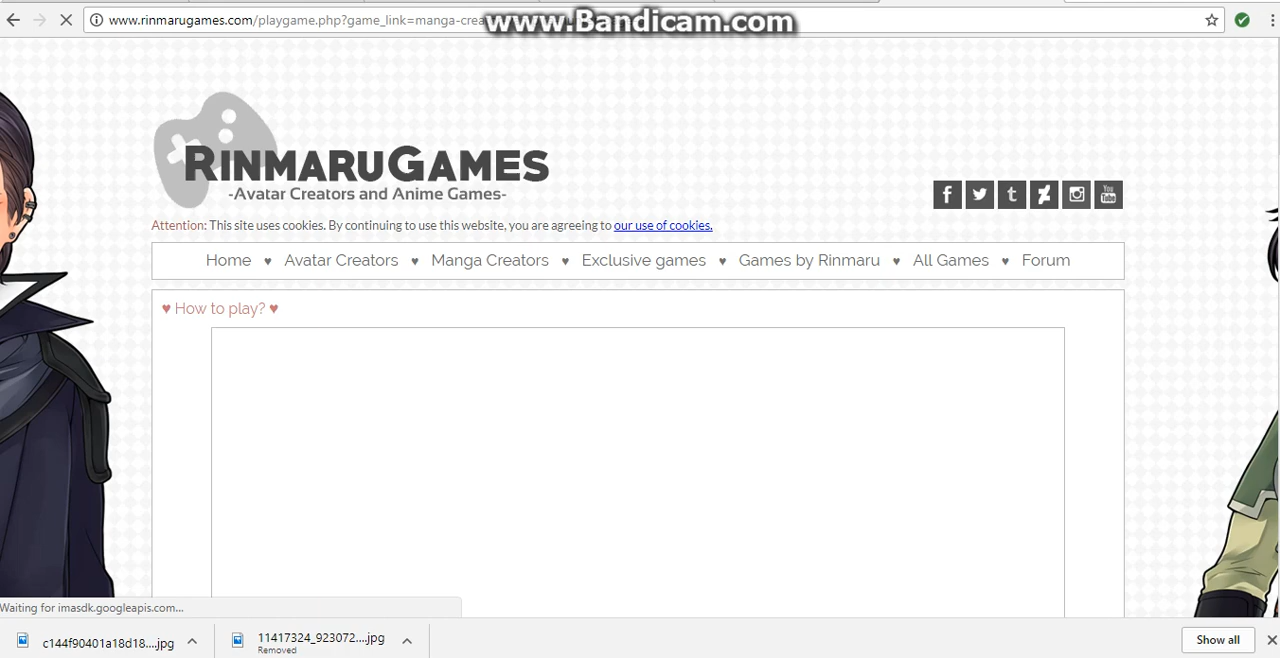 www.Bandicam.com
www.rinmarugames.com/playgame.php?game_link=manga-crea
RINMARUGAMES
-Avatar Creators and Anime Games-
f t You Tube
Attention: This site uses cookies. By continuing to use this website, you are agreeing to our use of cookies.
Home ♥ Avatar Creators ♥ Manga Creators ♥ Exclusive games ♥ Games by Rinmaru ♥ All Games ♥ Forum
♥ How to play? ♥
Waiting for imasdk.googleapis.com...
c144f90401a18d18....jpg
11417324_923072....jpg
Removed
Show all